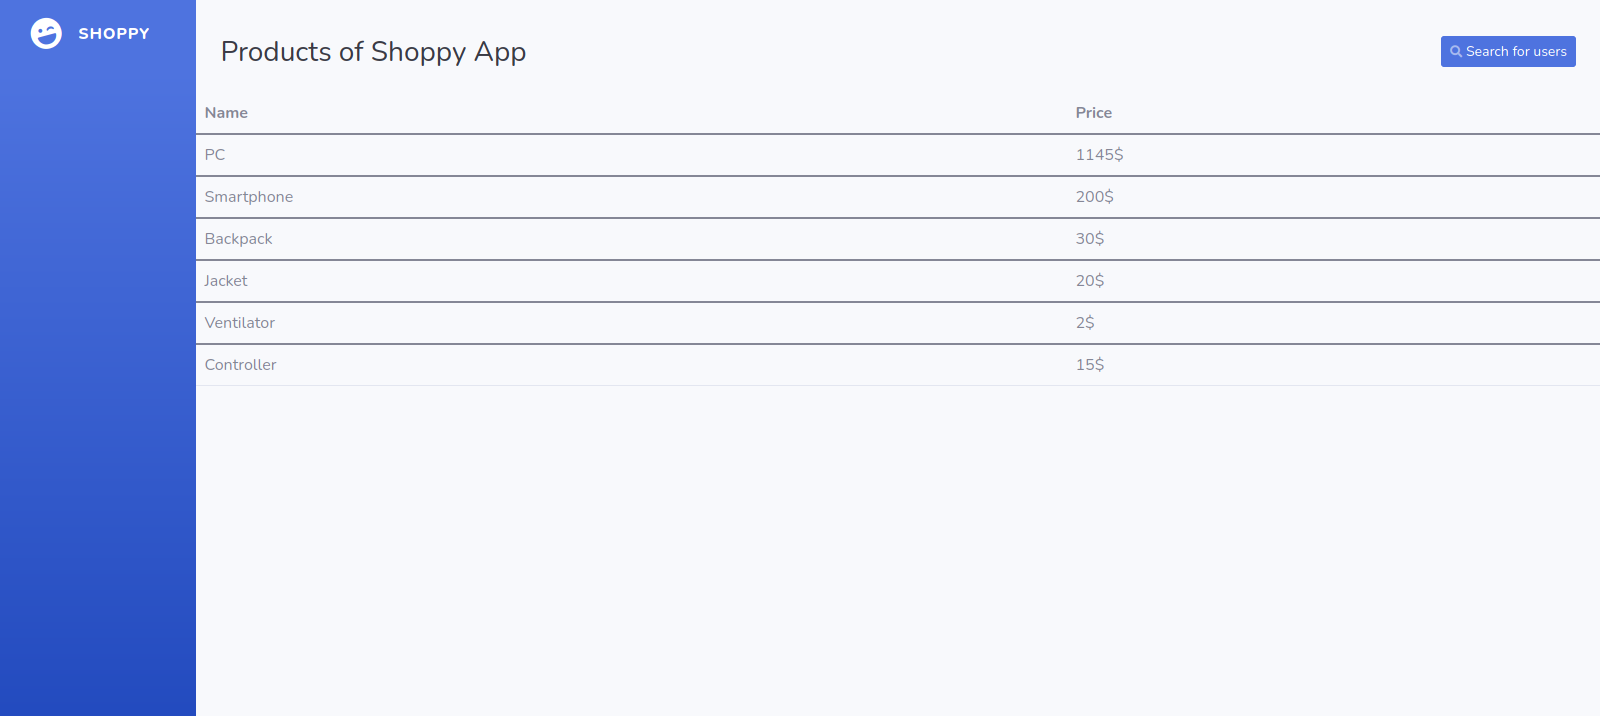 SHOPPY
Products of Shoppy App
Search for users
Name Price
PC 1145$
Smartphone 200$
Backpack 30$
Jacket 20$
Ventilator 2$
Controller 15$